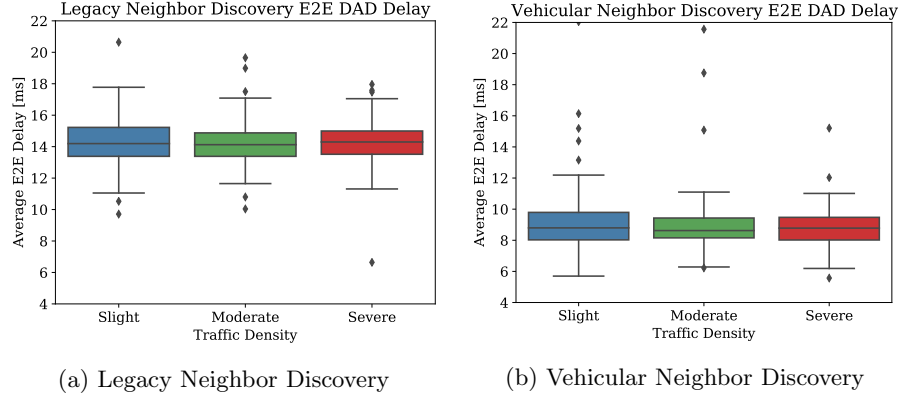 Legacy Neighbor Discovery E2E DAD Delay
22
20
18
16
14
12
10
8
6
4
Average E2E Delay [ms]
Slight Moderate Severe
Traffic Density
(a) Legacy Neighbor Discovery
Vehicular Neighbor Discovery E2E DAD Delay
22
20
18
16
14
12
10
8
6
4
Average E2E Delay [ms]
Slight Moderate Severe
Traffic Density
(b) Vehicular Neighbor Discovery